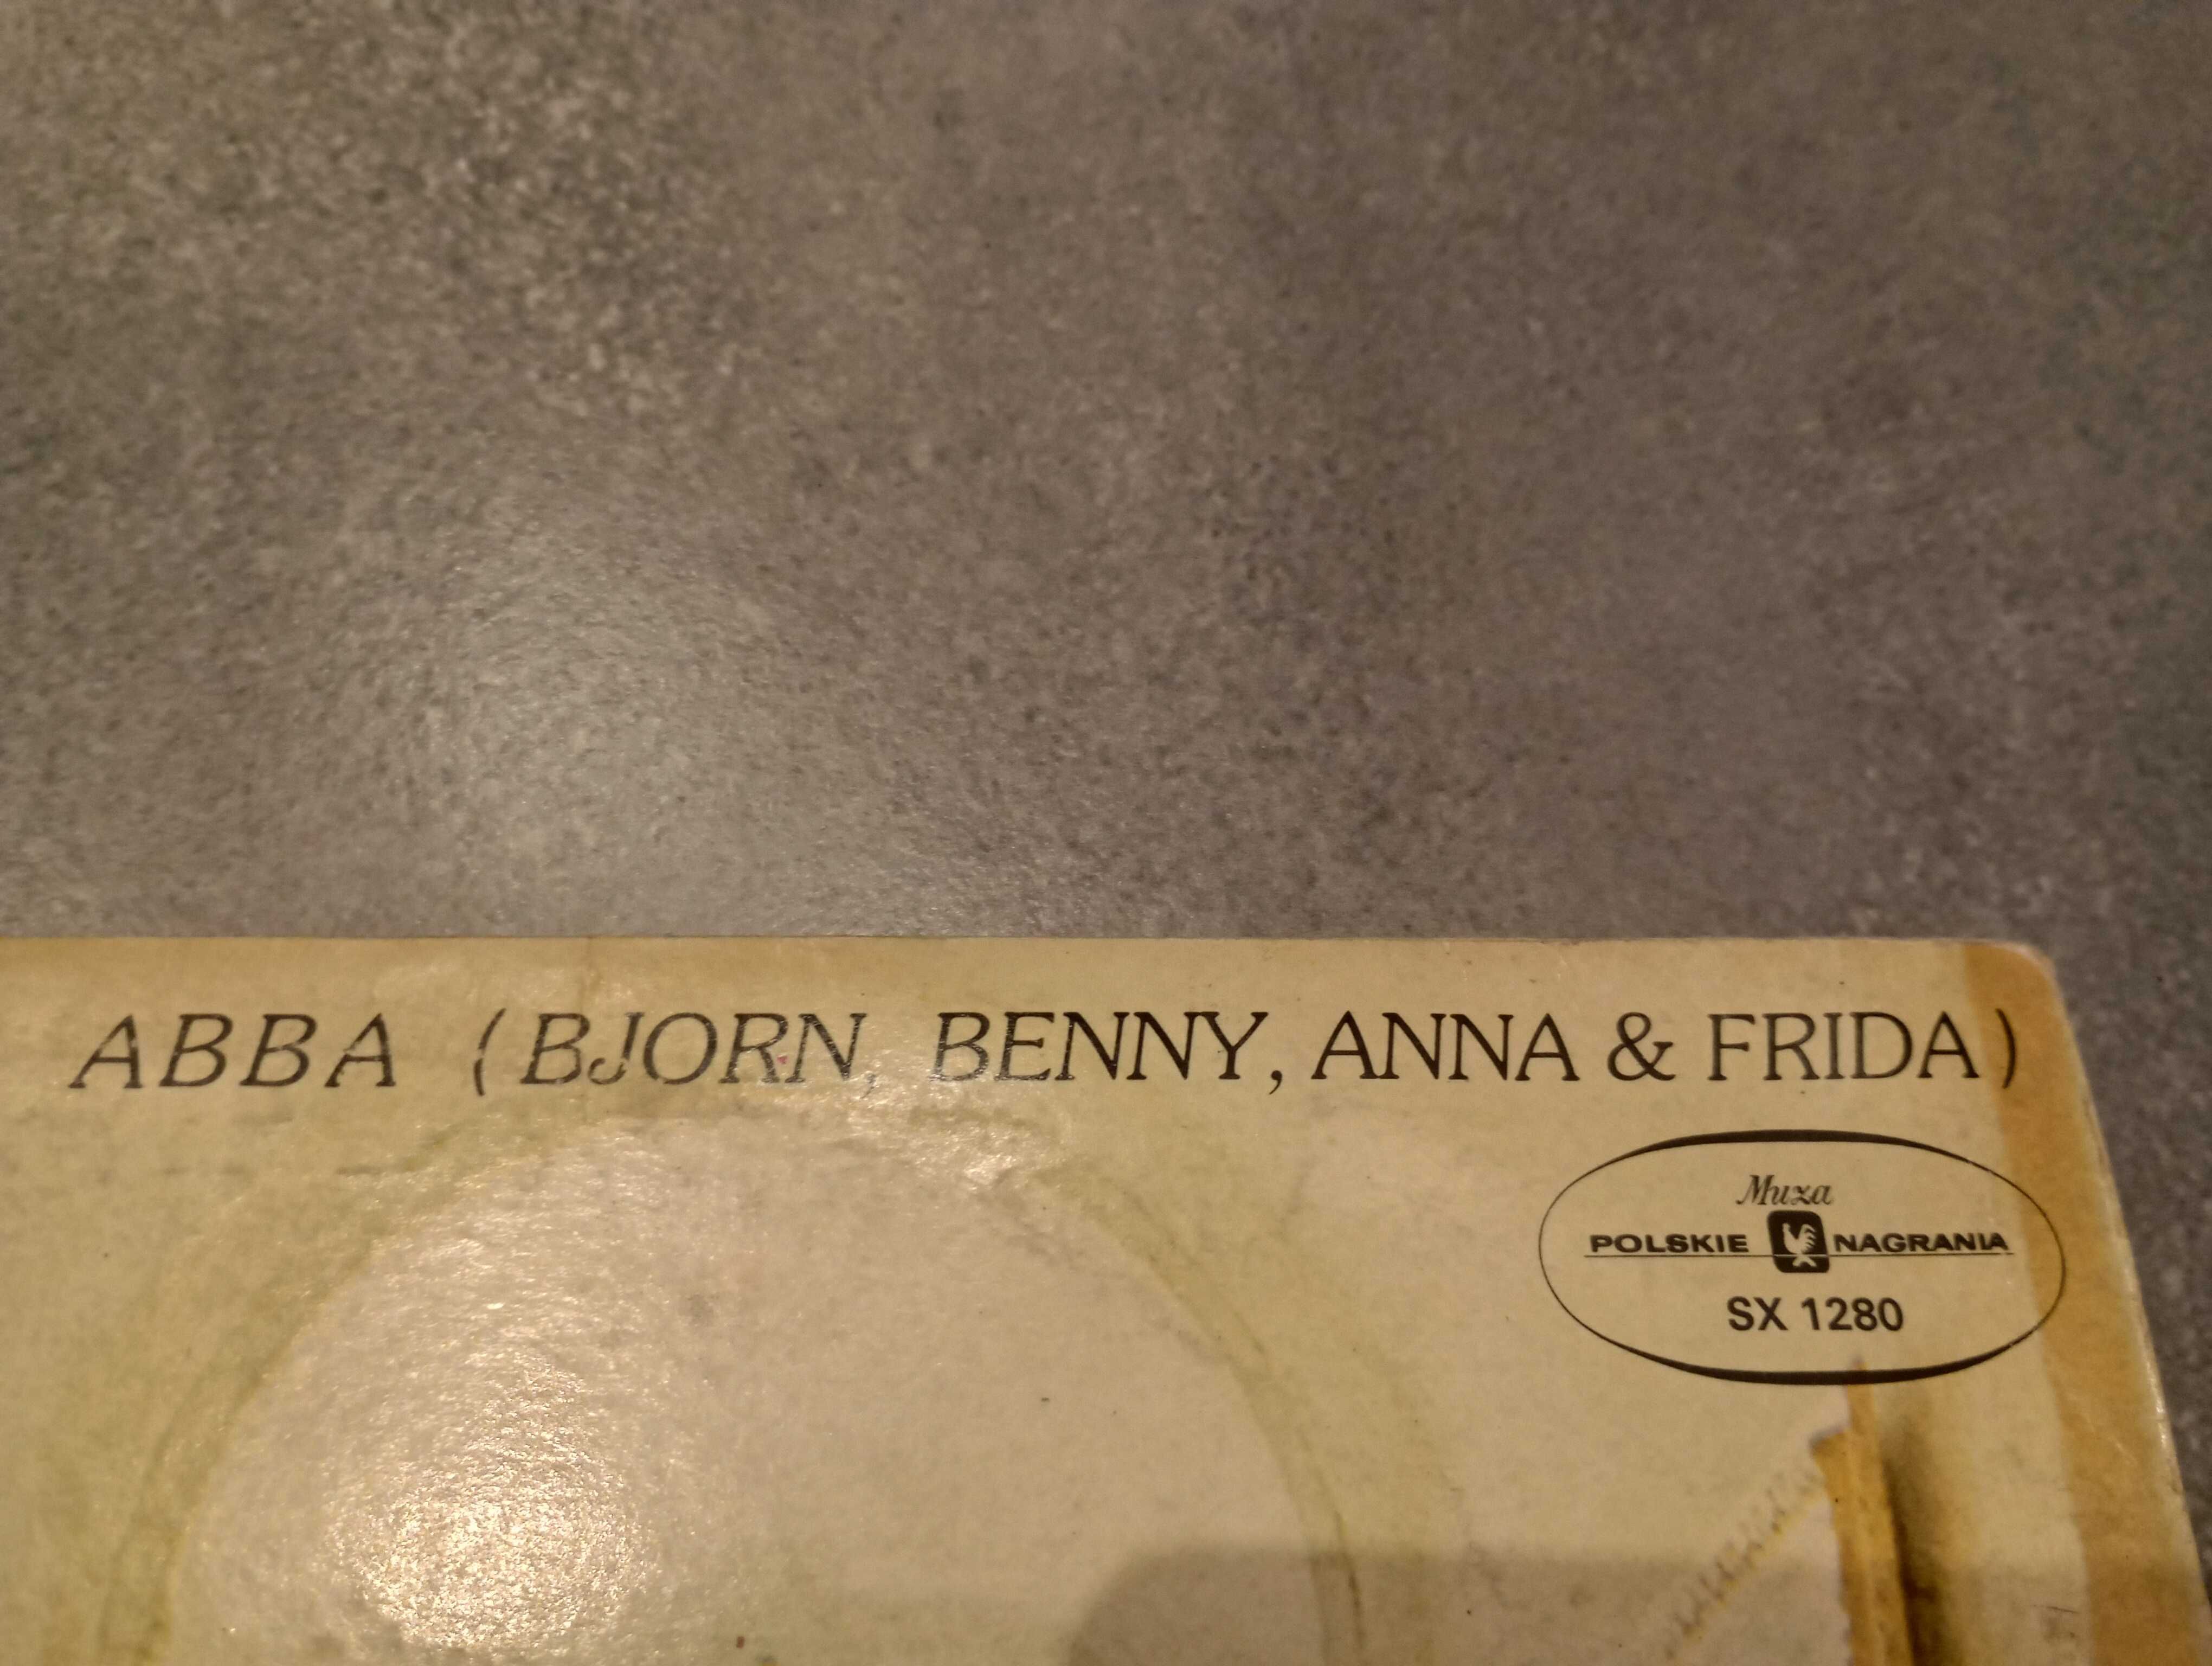 ABBA (BJORN, BENNY, ANNA & FRIDA)
Muza
POLSKIE NAGRANIA
SX 1280